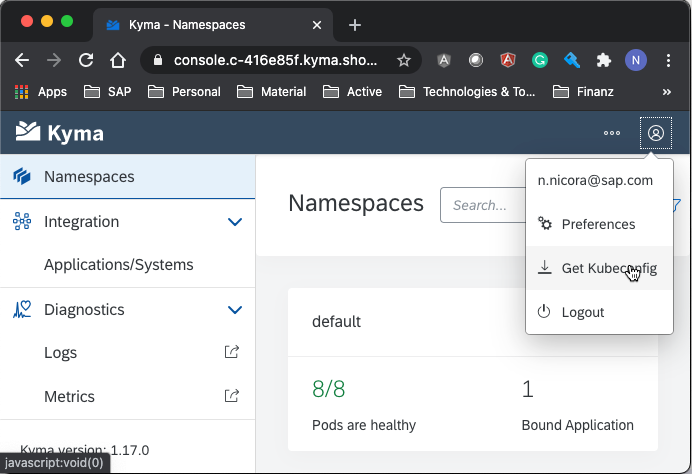 Kyma - Namespaces
console.c-416e85f.kyma.sho...
N
Apps SAP Personal Material Active Technologies & To... Finanz »
Kyma
Namespaces
Integration
Applications/Systems
Diagnostics
Logs
Metrics
Kyma version: 1.17.0
javascript:void(0)
Namespaces
Search...
n.nicora@sap.com
Preferences
Get Kubeconfig
Logout
default
8/8
Pods are healthy
1
Bound Application